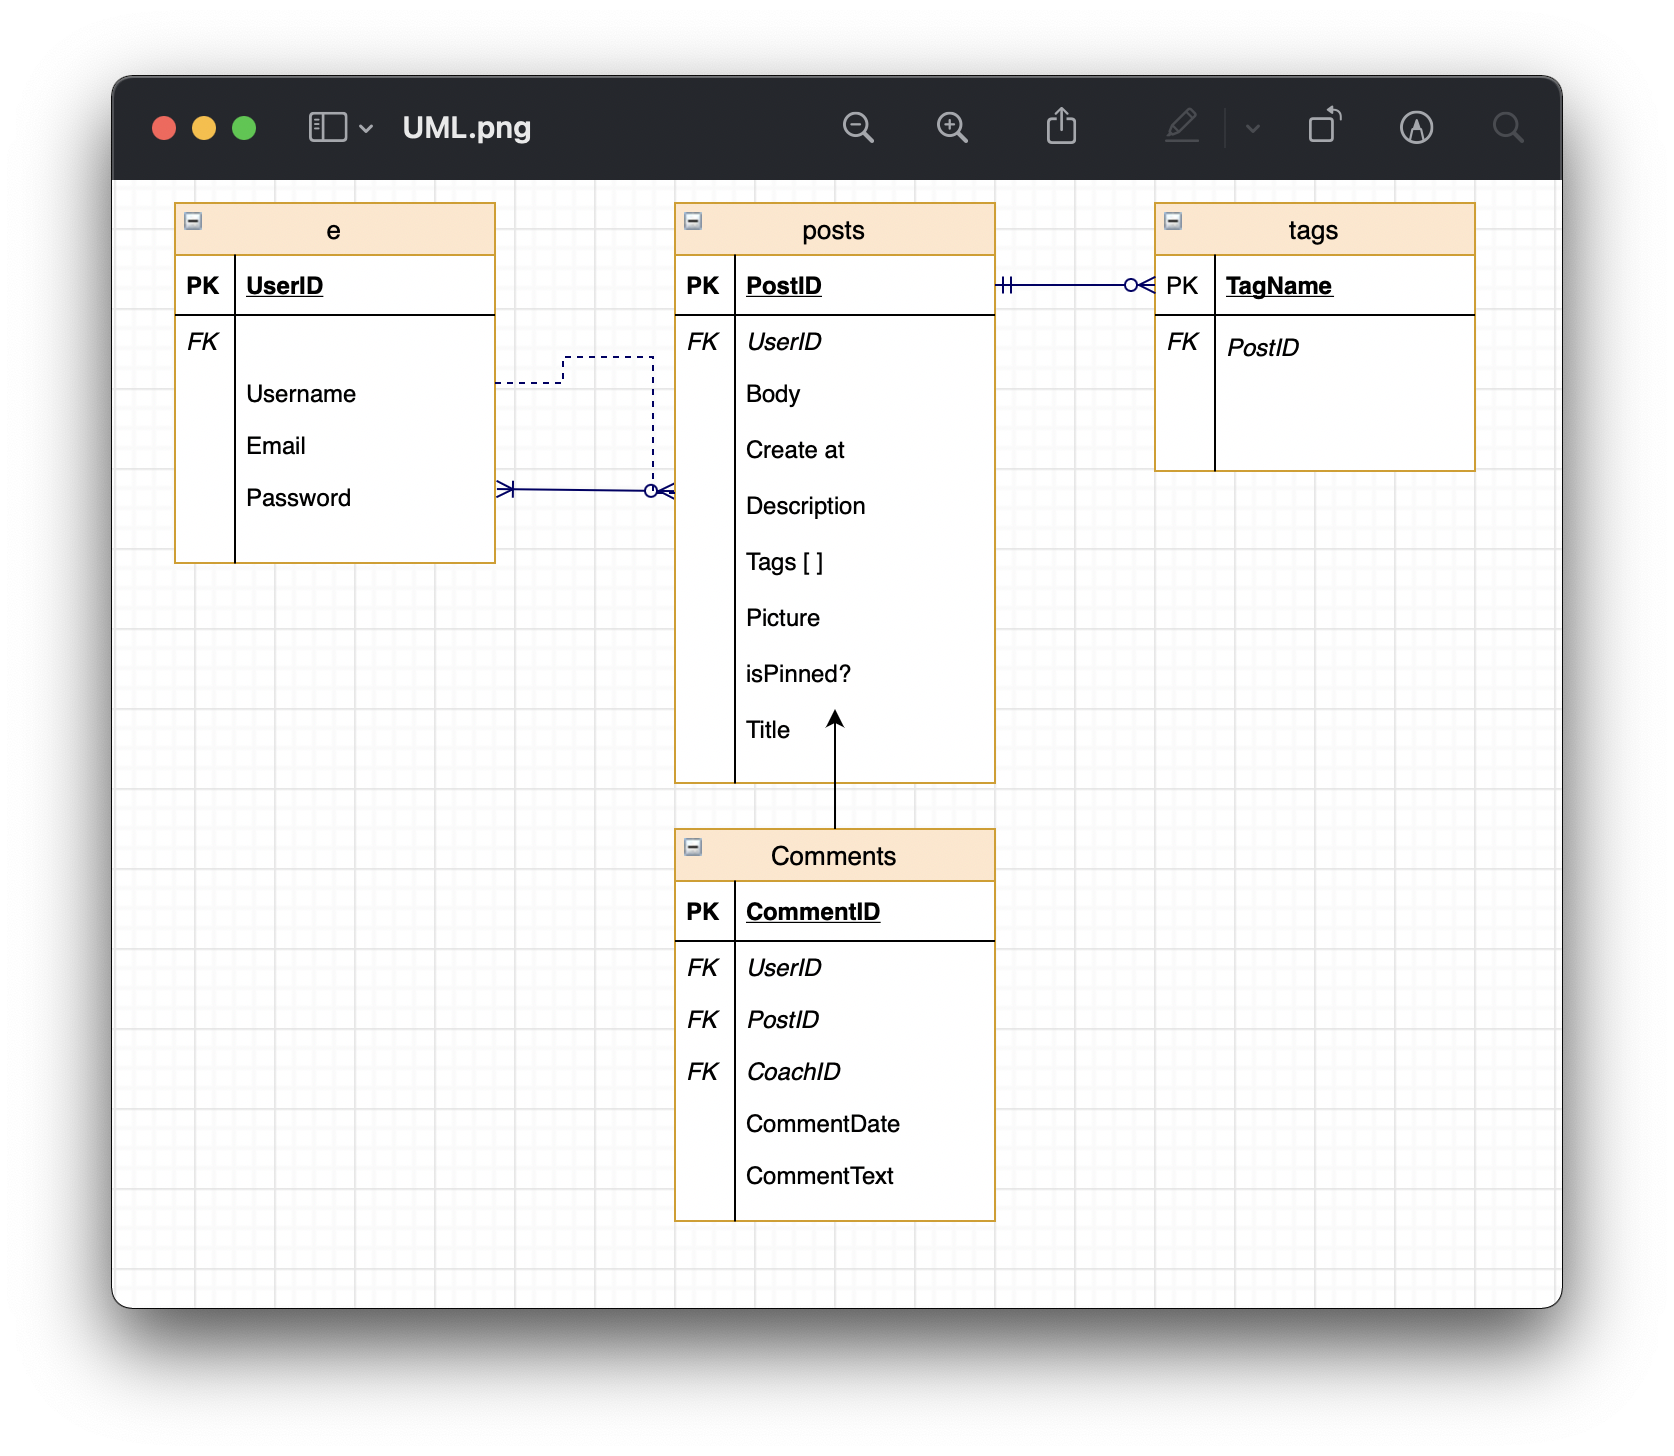 UML.png
e
PK UserID
FK
Username
Email
Password
posts
PK PostID
FK UserID
Body
Create at
Description
Tags [ ]
Picture
isPinned?
Title
tags
PK TagName
FK PostID
Comments
PK CommentID
FK UserID
FK PostID
FK CoachID
CommentDate
CommentText